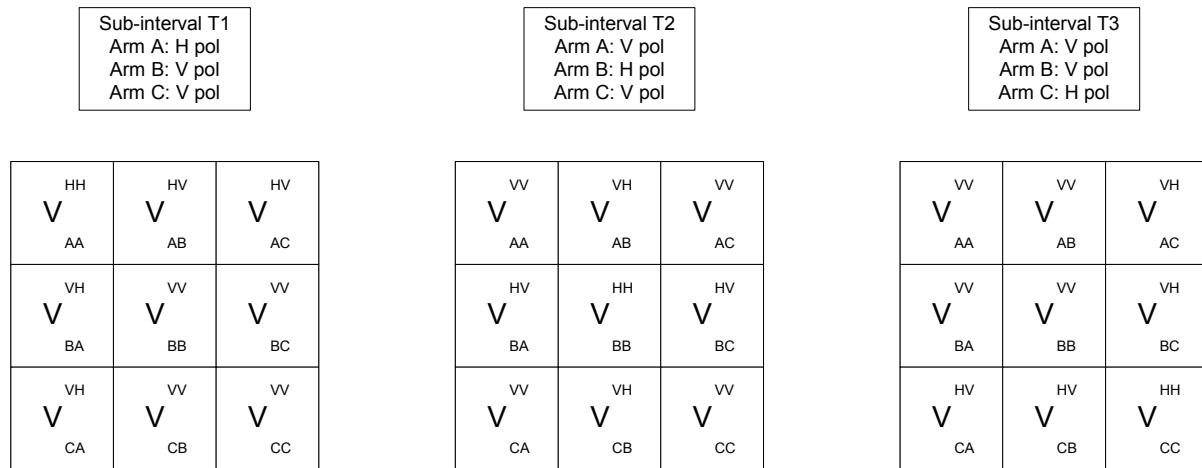 Sub-interval T1
Arm A: H pol
Arm B: V pol
Arm C: V pol
Sub-interval T2
Arm A: V pol
Arm B: H pol
Arm C: V pol
Sub-interval T3
Arm A: V pol
Arm B: V pol
Arm C: H pol
HH HV HV
V V V
AA AB AC
VH VV VV
V V V
BA BB BC
VH VV VV
V V V
CA CB CC
VV VH VV
V V V
AA AB AC
HV HH HV
V V V
BA BB BC
VV VH VV
V V V
CA CB CC
VV VV VH
V V V
AA AB AC
VV VV VH
V V V
BA BB BC
HV HV HH
V V V
CA CB CC